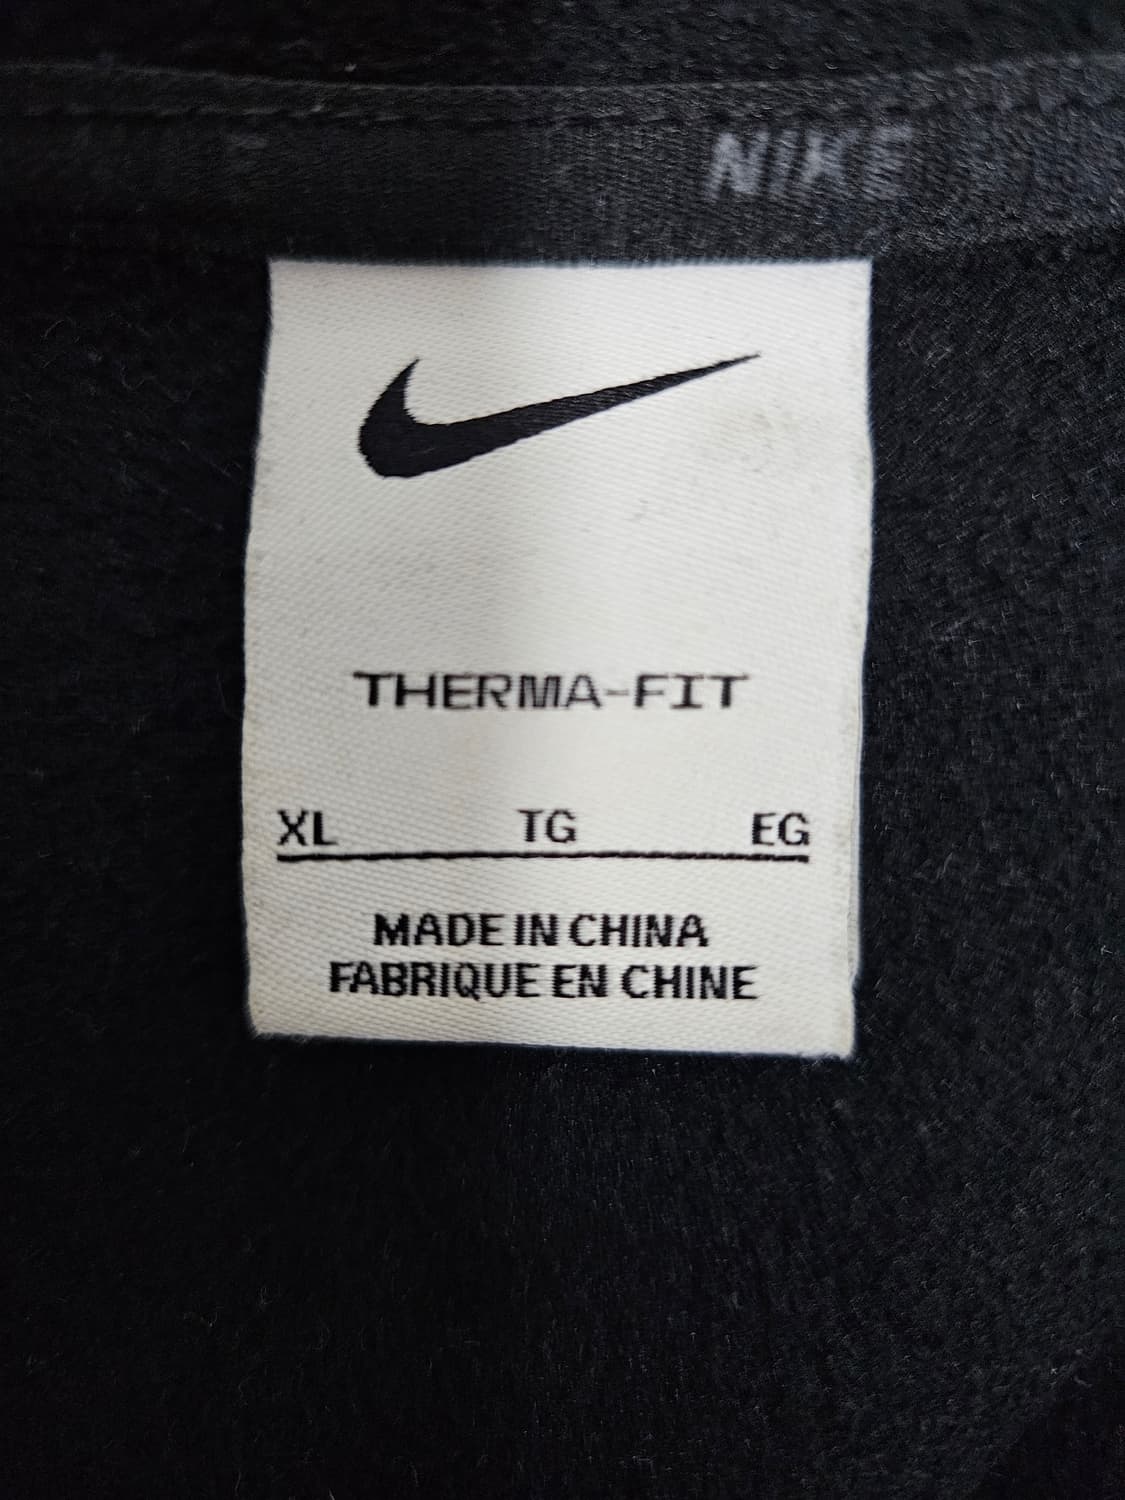 NIKE
THERMA-FIT
XL TG EG
MADE IN CHINA
FABRIQUE EN CHINE